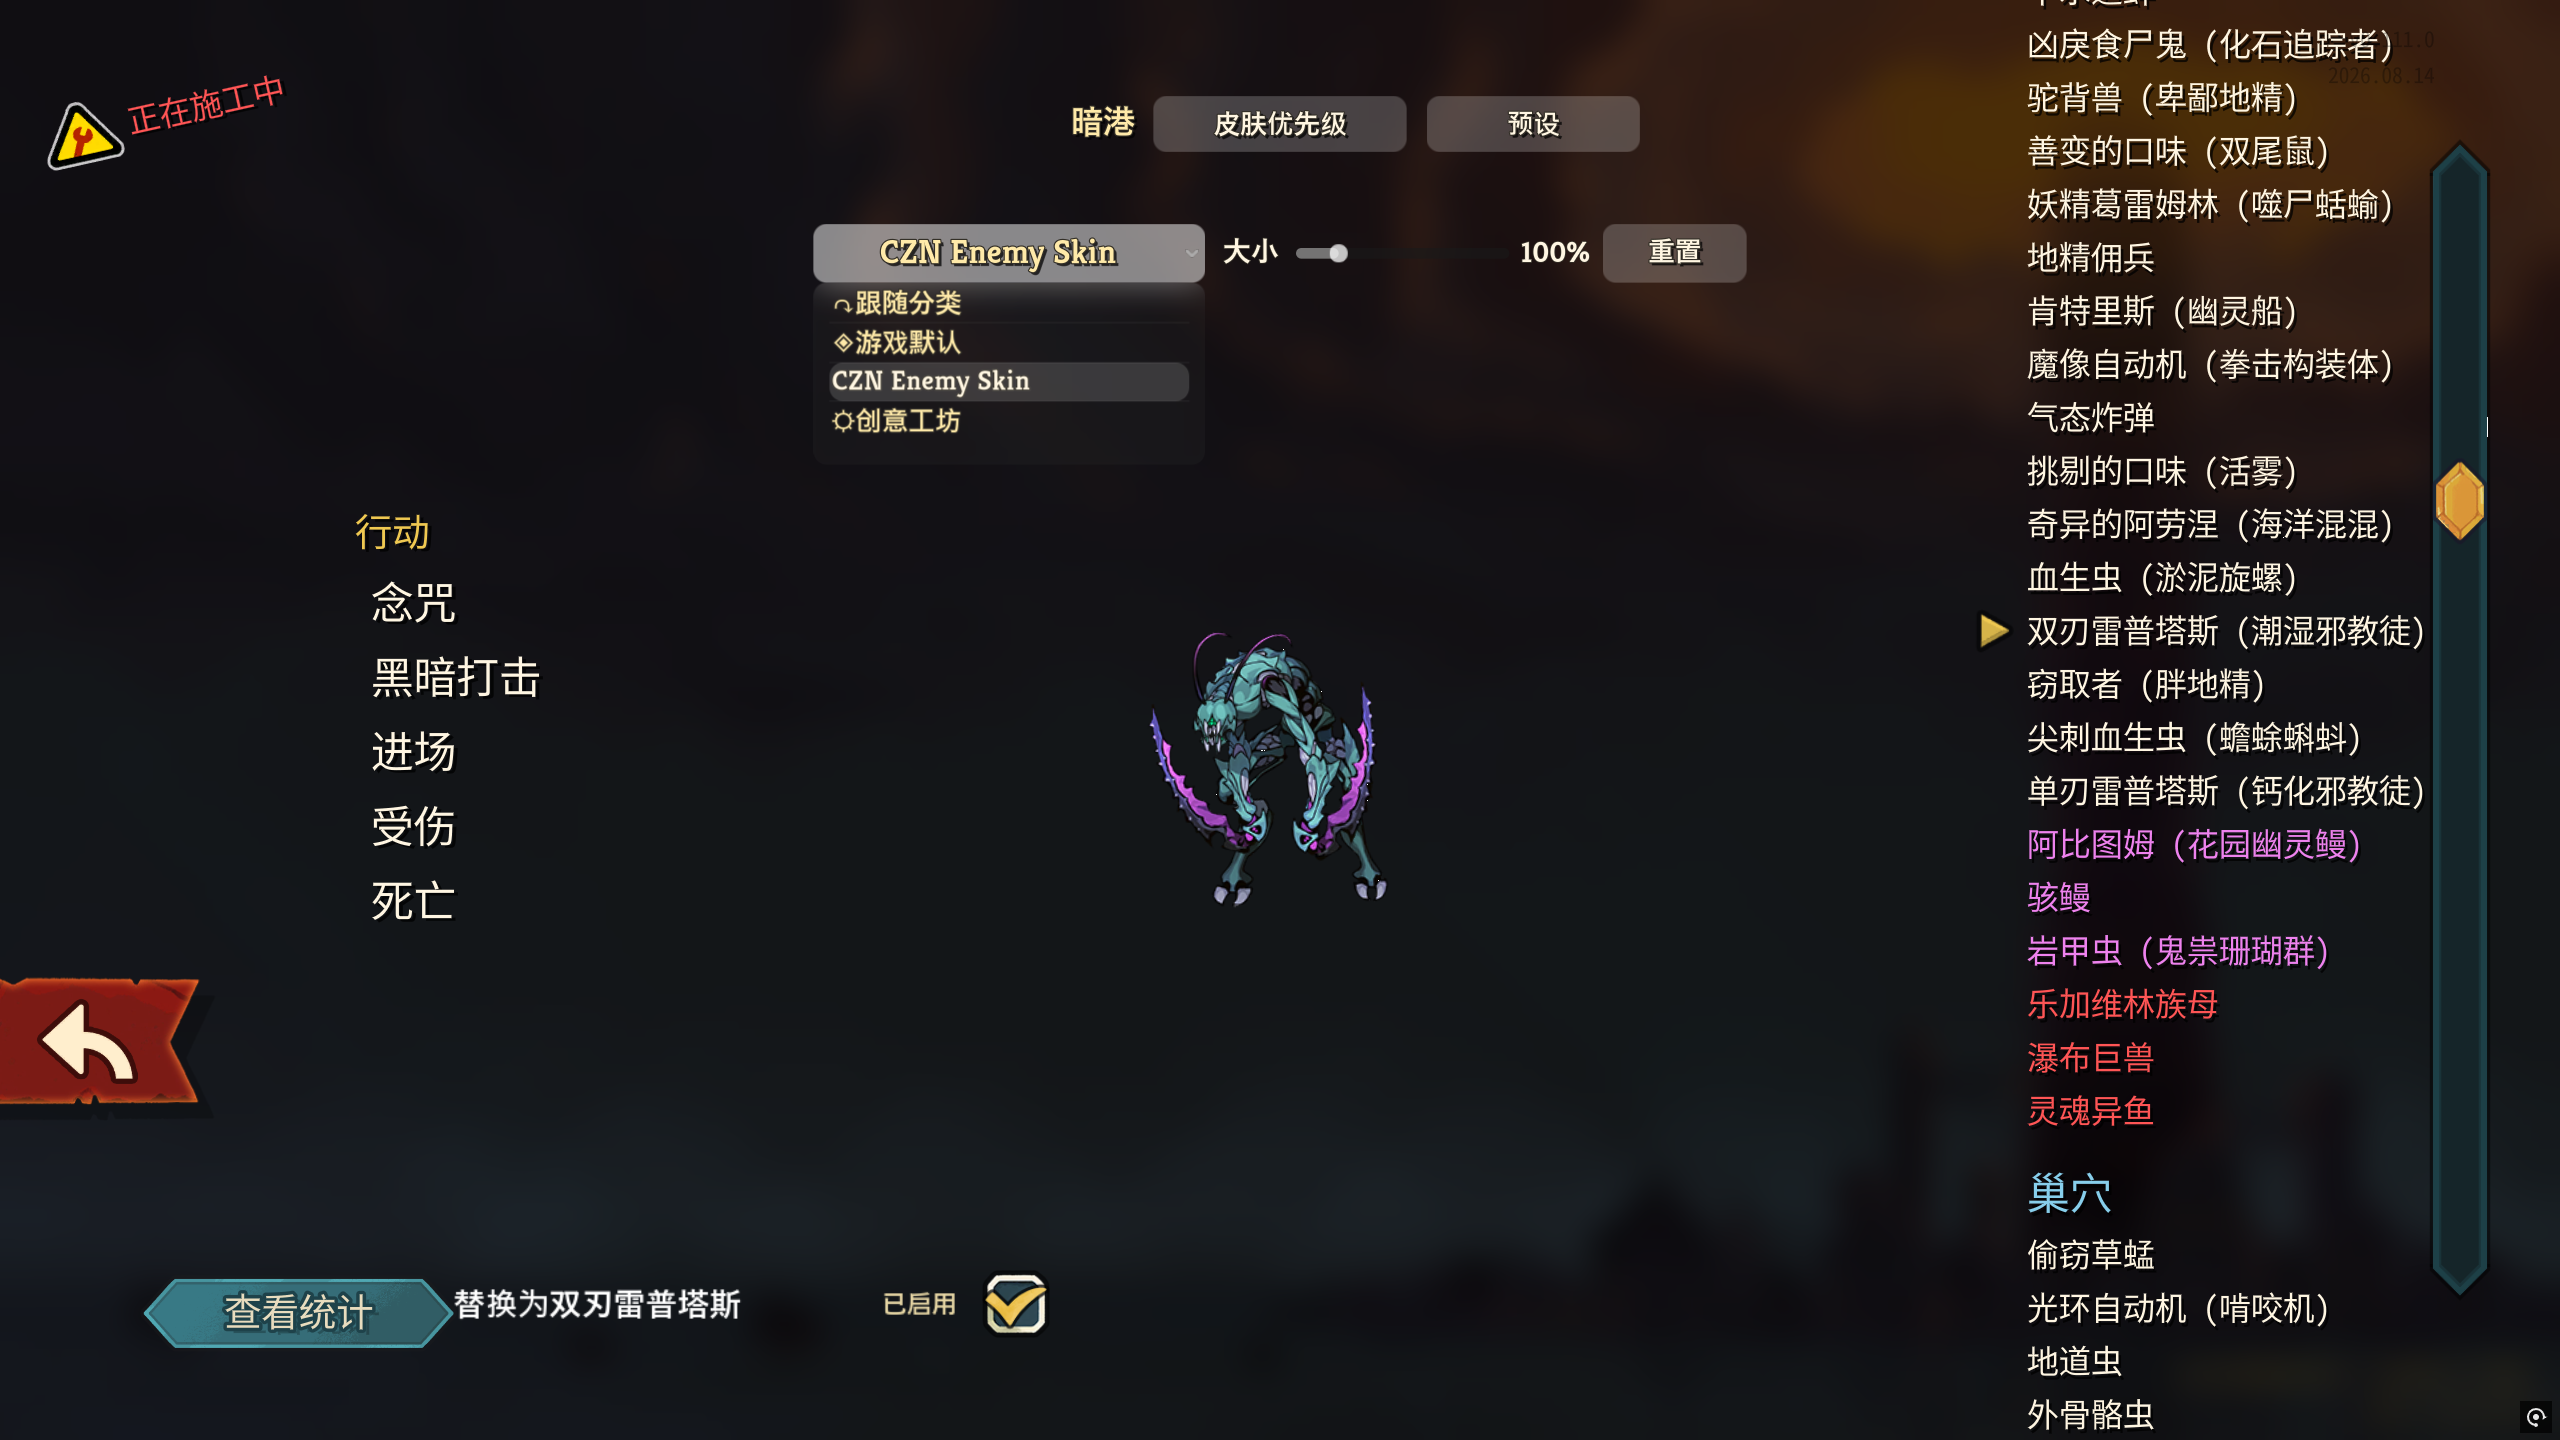 正在施工中
暗港
皮肤优先级
预设
CZN Enemy Skin
大小
100%
重置
跟随分类
游戏默认
CZN Enemy Skin
创意工坊
行动
念咒
黑暗打击
进场
受伤
死亡
查看统计
替换为双刃雷普塔斯
已启用
凶戾食尸鬼（化石追踪者）
2026.08.14
驼背兽（卑鄙地精）
善变的口味（双尾鼠）
妖精葛雷姆林（噬尸蛞蝓）
地精佣兵
肯特里斯（幽灵船）
魔像自动机（拳击构装体）
气态炸弹
挑剔的口味（活雾）
奇异的阿劳涅（海洋混混）
血生虫（淤泥旋螺）
双刃雷普塔斯（潮湿邪教徒）
窃取者（胖地精）
尖刺血生虫（蟾蜍蝌蚪）
单刃雷普塔斯（钙化邪教徒）
阿比图姆（花园幽灵鳗）
骇鳗
岩甲虫（鬼祟珊瑚群）
乐加维林族母
瀑布巨兽
灵魂异鱼
巢穴
偷窃草蜢
光环自动机（啃咬机）
地道虫
外骨骼虫